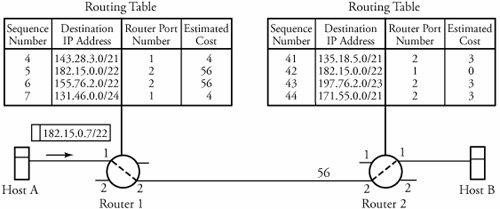 Routing Table
Sequence Number Destination IP Address Router Port Number Estimated Cost
4 143.28.3.0/21 1 4
5 182.15.0.0/22 2 56
6 155.76.2.0/22 2 56
7 131.46.0.0/24 1 4
Routing Table
Sequence Number Destination IP Address Router Port Number Estimated Cost
41 135.18.5.0/21 2 3
42 182.15.0.0/22 1 0
43 197.76.2.0/23 2 3
44 171.55.0.0/21 2 3
182.15.0.7/22
Host A
1
2
2
Router 1
56
1
1
2
2
Router 2
Host B